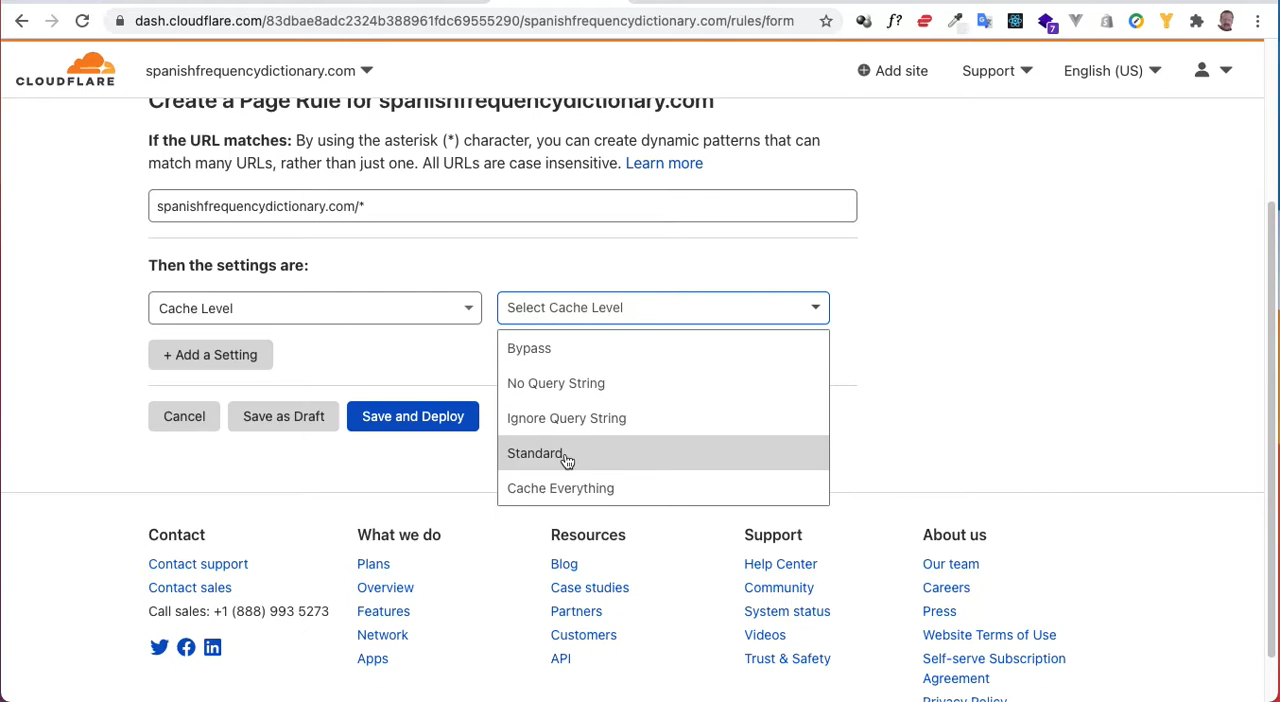 dash.cloudflare.com/83dbae8adc2324b388961fdc69555290/spanishfrequencydictionary.com/rules/form
f?
7
CLOUDFLARE
spanishfrequencydictionary.com
Add site
Support
English (US)
Create a Page Rule for spanishfrequencydictionary.com
If the URL matches: By using the asterisk (*) character, you can create dynamic patterns that can
match many URLs, rather than just one. All URLs are case insensitive. Learn more
spanishfrequencydictionary.com/*
Then the settings are:
Cache Level
Select Cache Level
+ Add a Setting
Bypass
No Query String
Ignore Query String
Standard
Cache Everything
Cancel
Save as Draft
Save and Deploy
Contact
Contact support
Contact sales
Call sales: +1 (888) 993 5273
What we do
Plans
Overview
Features
Network
Apps
Resources
Blog
Case studies
Partners
Customers
API
Support
Help Center
Community
System status
Videos
Trust & Safety
About us
Our team
Careers
Press
Website Terms of Use
Self-serve Subscription
Agreement
Privacy Policy